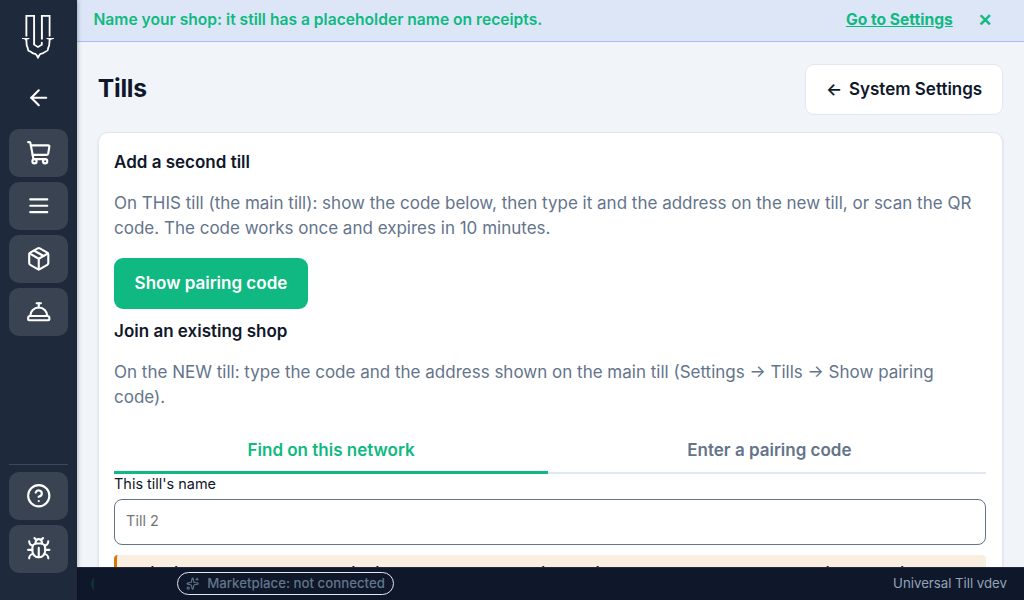 Name your shop: it still has a placeholder name on receipts.
Go to Settings
Tills
System Settings
Add a second till
On THIS till (the main till): show the code below, then type it and the address on the new till, or scan the QR
code. The code works once and expires in 10 minutes.
Show pairing code
Join an existing shop
On the NEW till: type the code and the address shown on the main till (Settings → Tills → Show pairing
code).
Find on this network
Enter a pairing code
This till's name
Till 2
Marketplace: not connected
Universal Till vdev